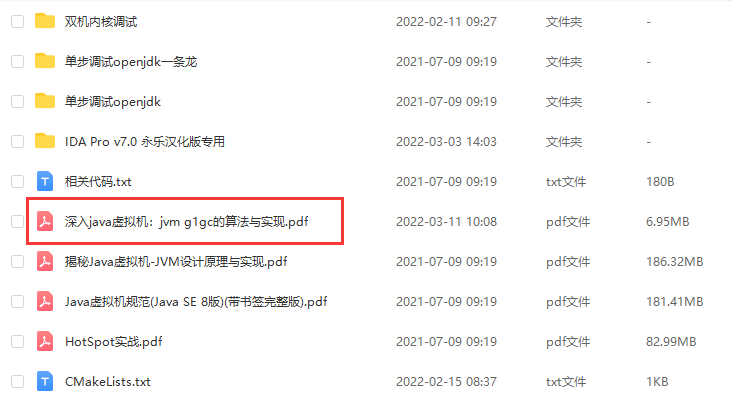 双机内核调试 2022-02-11 09:27 文件夹 -
单步调试openjdk一条龙 2021-07-09 09:19 文件夹 -
单步调试openjdk 2021-07-09 09:19 文件夹 -
IDA Pro v7.0 永乐汉化版专用 2022-03-03 14:03 文件夹 -
相关代码.txt 2021-07-09 09:19 txt文件 180B
深入java虚拟机：jvm g1gc的算法与实现.pdf 2022-03-11 10:08 pdf文件 6.95MB
揭秘Java虚拟机-JVM设计原理与实现.pdf 2021-07-09 09:19 pdf文件 186.32MB
Java虚拟机规范(Java SE 8版)(带书签完整版).pdf 2021-07-09 09:19 pdf文件 181.41MB
HotSpot实战.pdf 2021-07-09 09:19 pdf文件 82.99MB
CMakeLists.txt 2022-02-15 08:37 txt文件 1KB